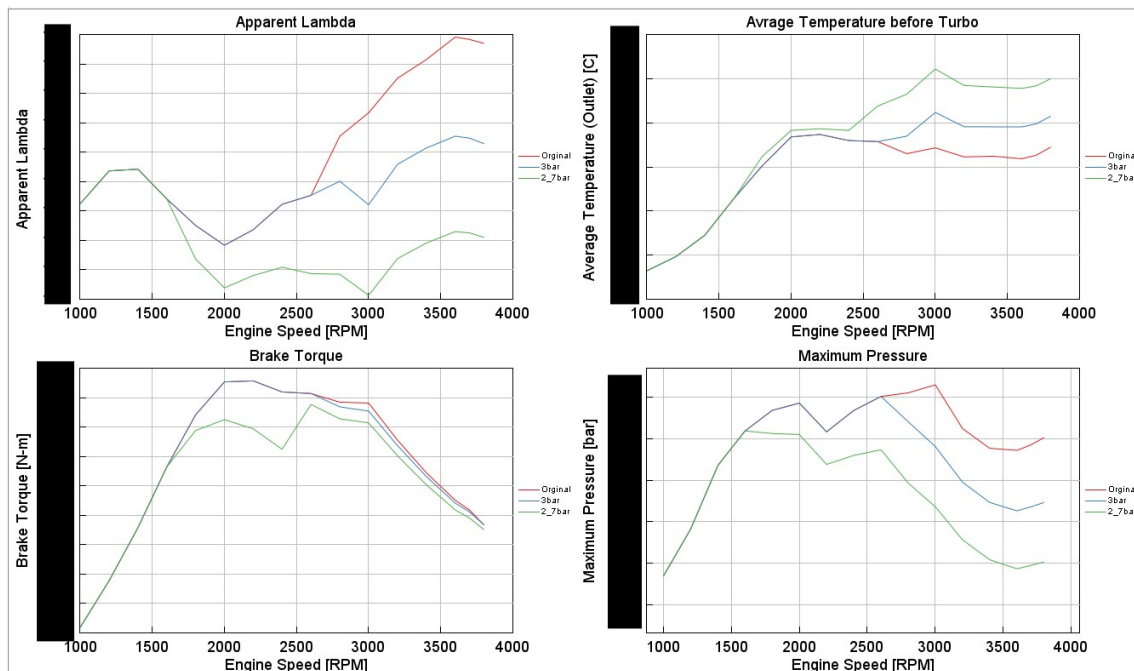 Apparent Lambda
Apparent Lambda
Orginal
3bar
2_7bar
1000 1500 2000 2500 3000 3500 4000
Engine Speed [RPM]
Avrage Temperature before Turbo
Average Temperature (Outlet) [C]
Orginal
3bar
2_7bar
1000 1500 2000 2500 3000 3500 4000
Engine Speed [RPM]
Brake Torque
Brake Torque [N-m]
Orginal
3bar
2_7bar
1000 1500 2000 2500 3000 3500 4000
Engine Speed [RPM]
Maximum Pressure
Maximum Pressure [bar]
Orginal
3bar
2_7bar
1000 1500 2000 2500 3000 3500 4000
Engine Speed [RPM]